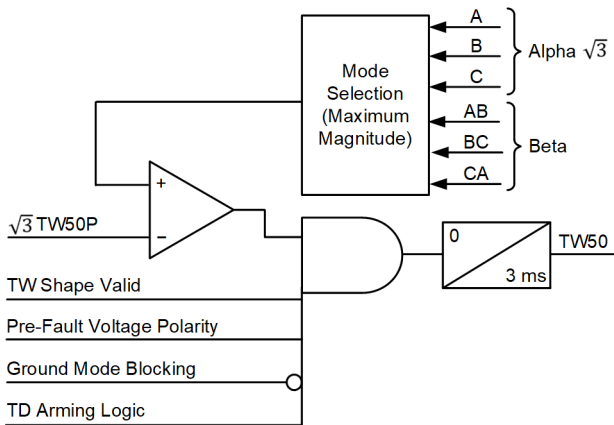 A
B
C
Alpha √3
AB
BC
CA
Beta
Mode
Selection
(Maximum
Magnitude)
+
−
√3 TW50P
TW Shape Valid
Pre-Fault Voltage Polarity
Ground Mode Blocking
TD Arming Logic
0
3 ms
TW50